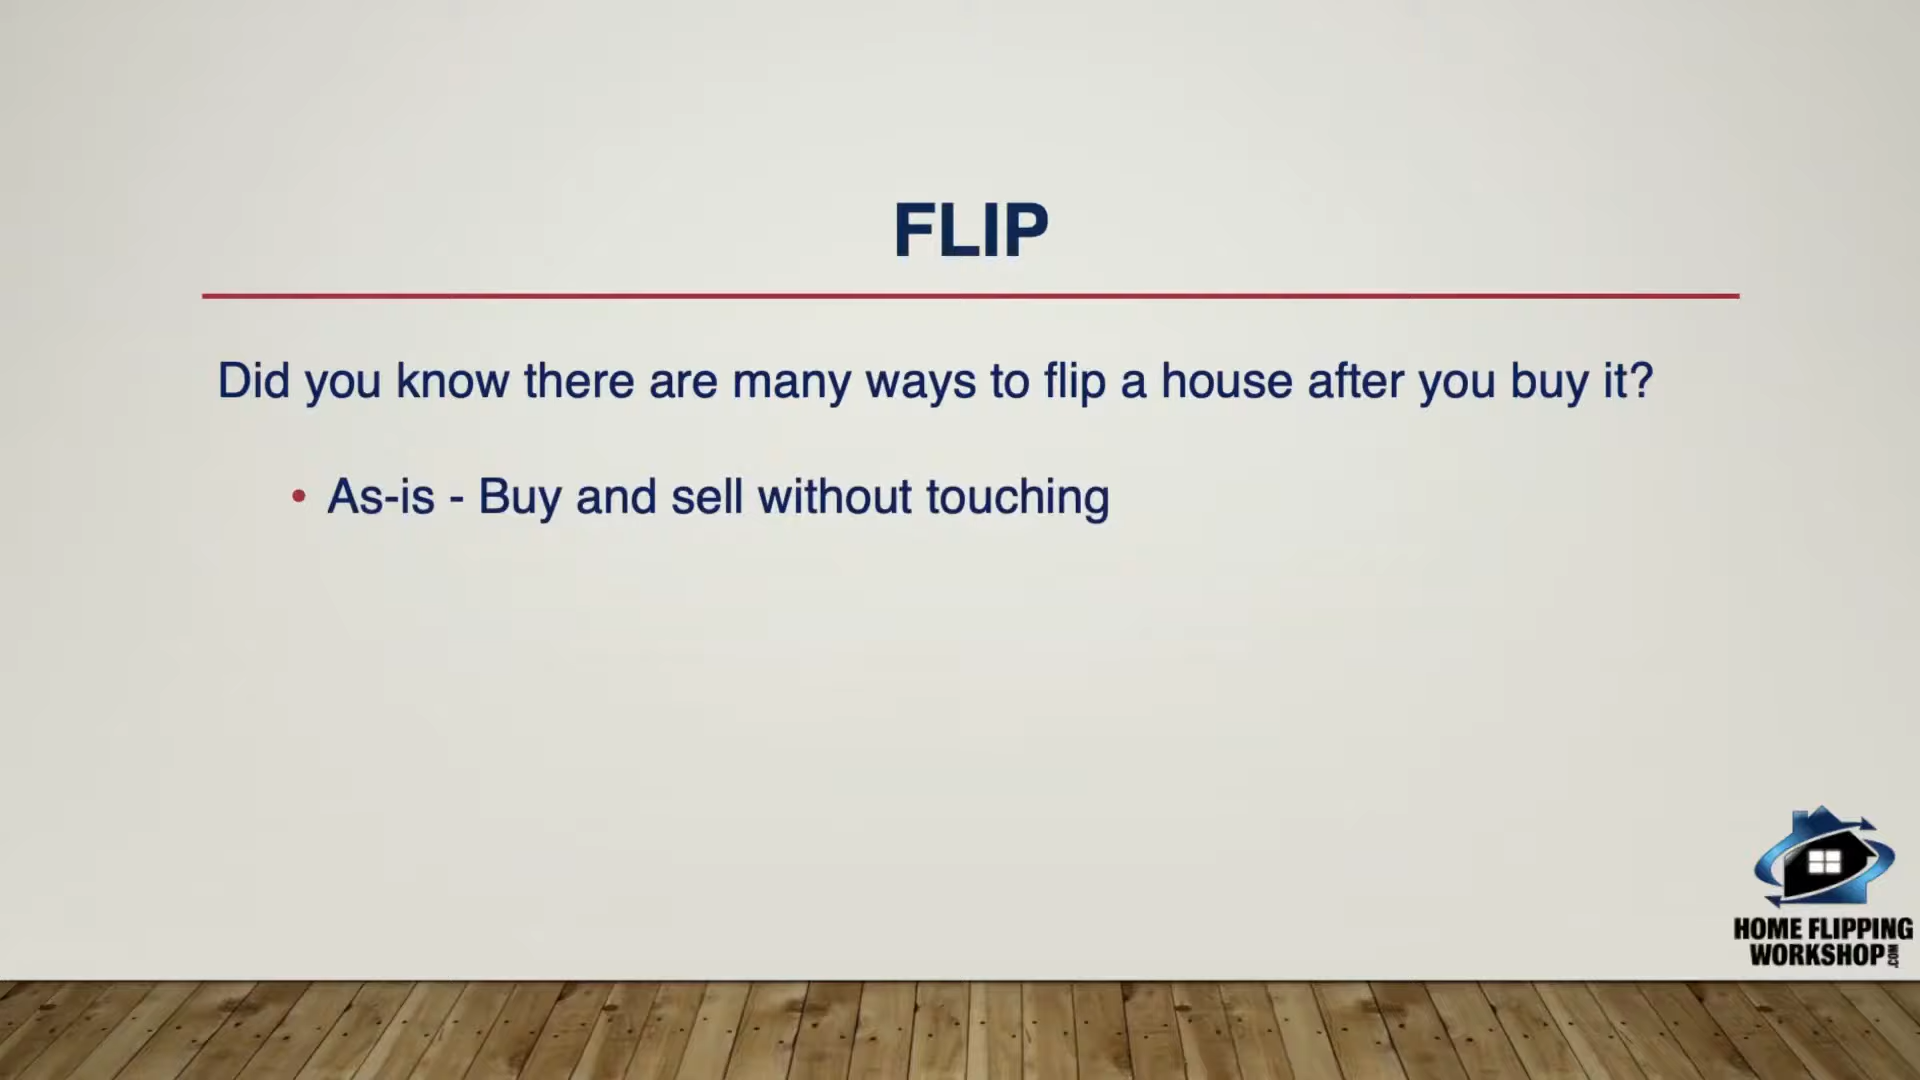 FLIP
Did you know there are many ways to flip a house after you buy it?
• As-is - Buy and sell without touching
HOME FLIPPING
WORKSHOP.COM